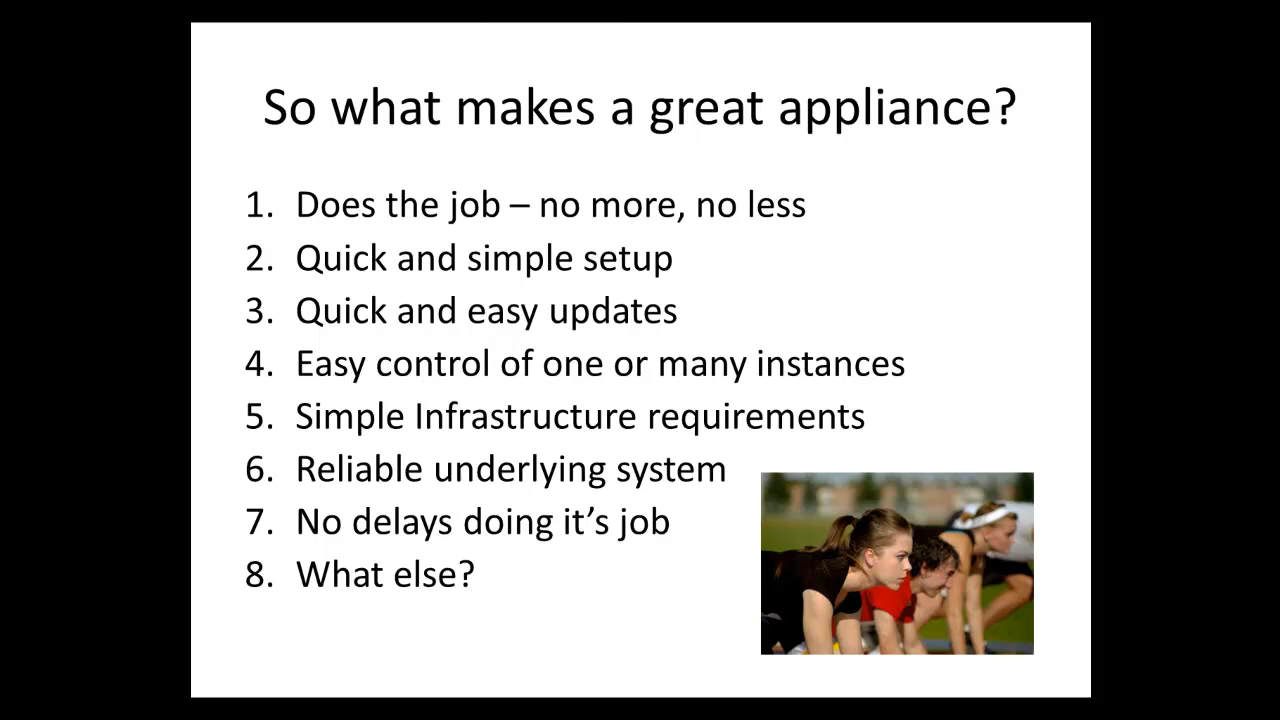 So what makes a great appliance?
1. Does the job – no more, no less
2. Quick and simple setup
3. Quick and easy updates
4. Easy control of one or many instances
5. Simple Infrastructure requirements
6. Reliable underlying system
7. No delays doing it’s job
8. What else?